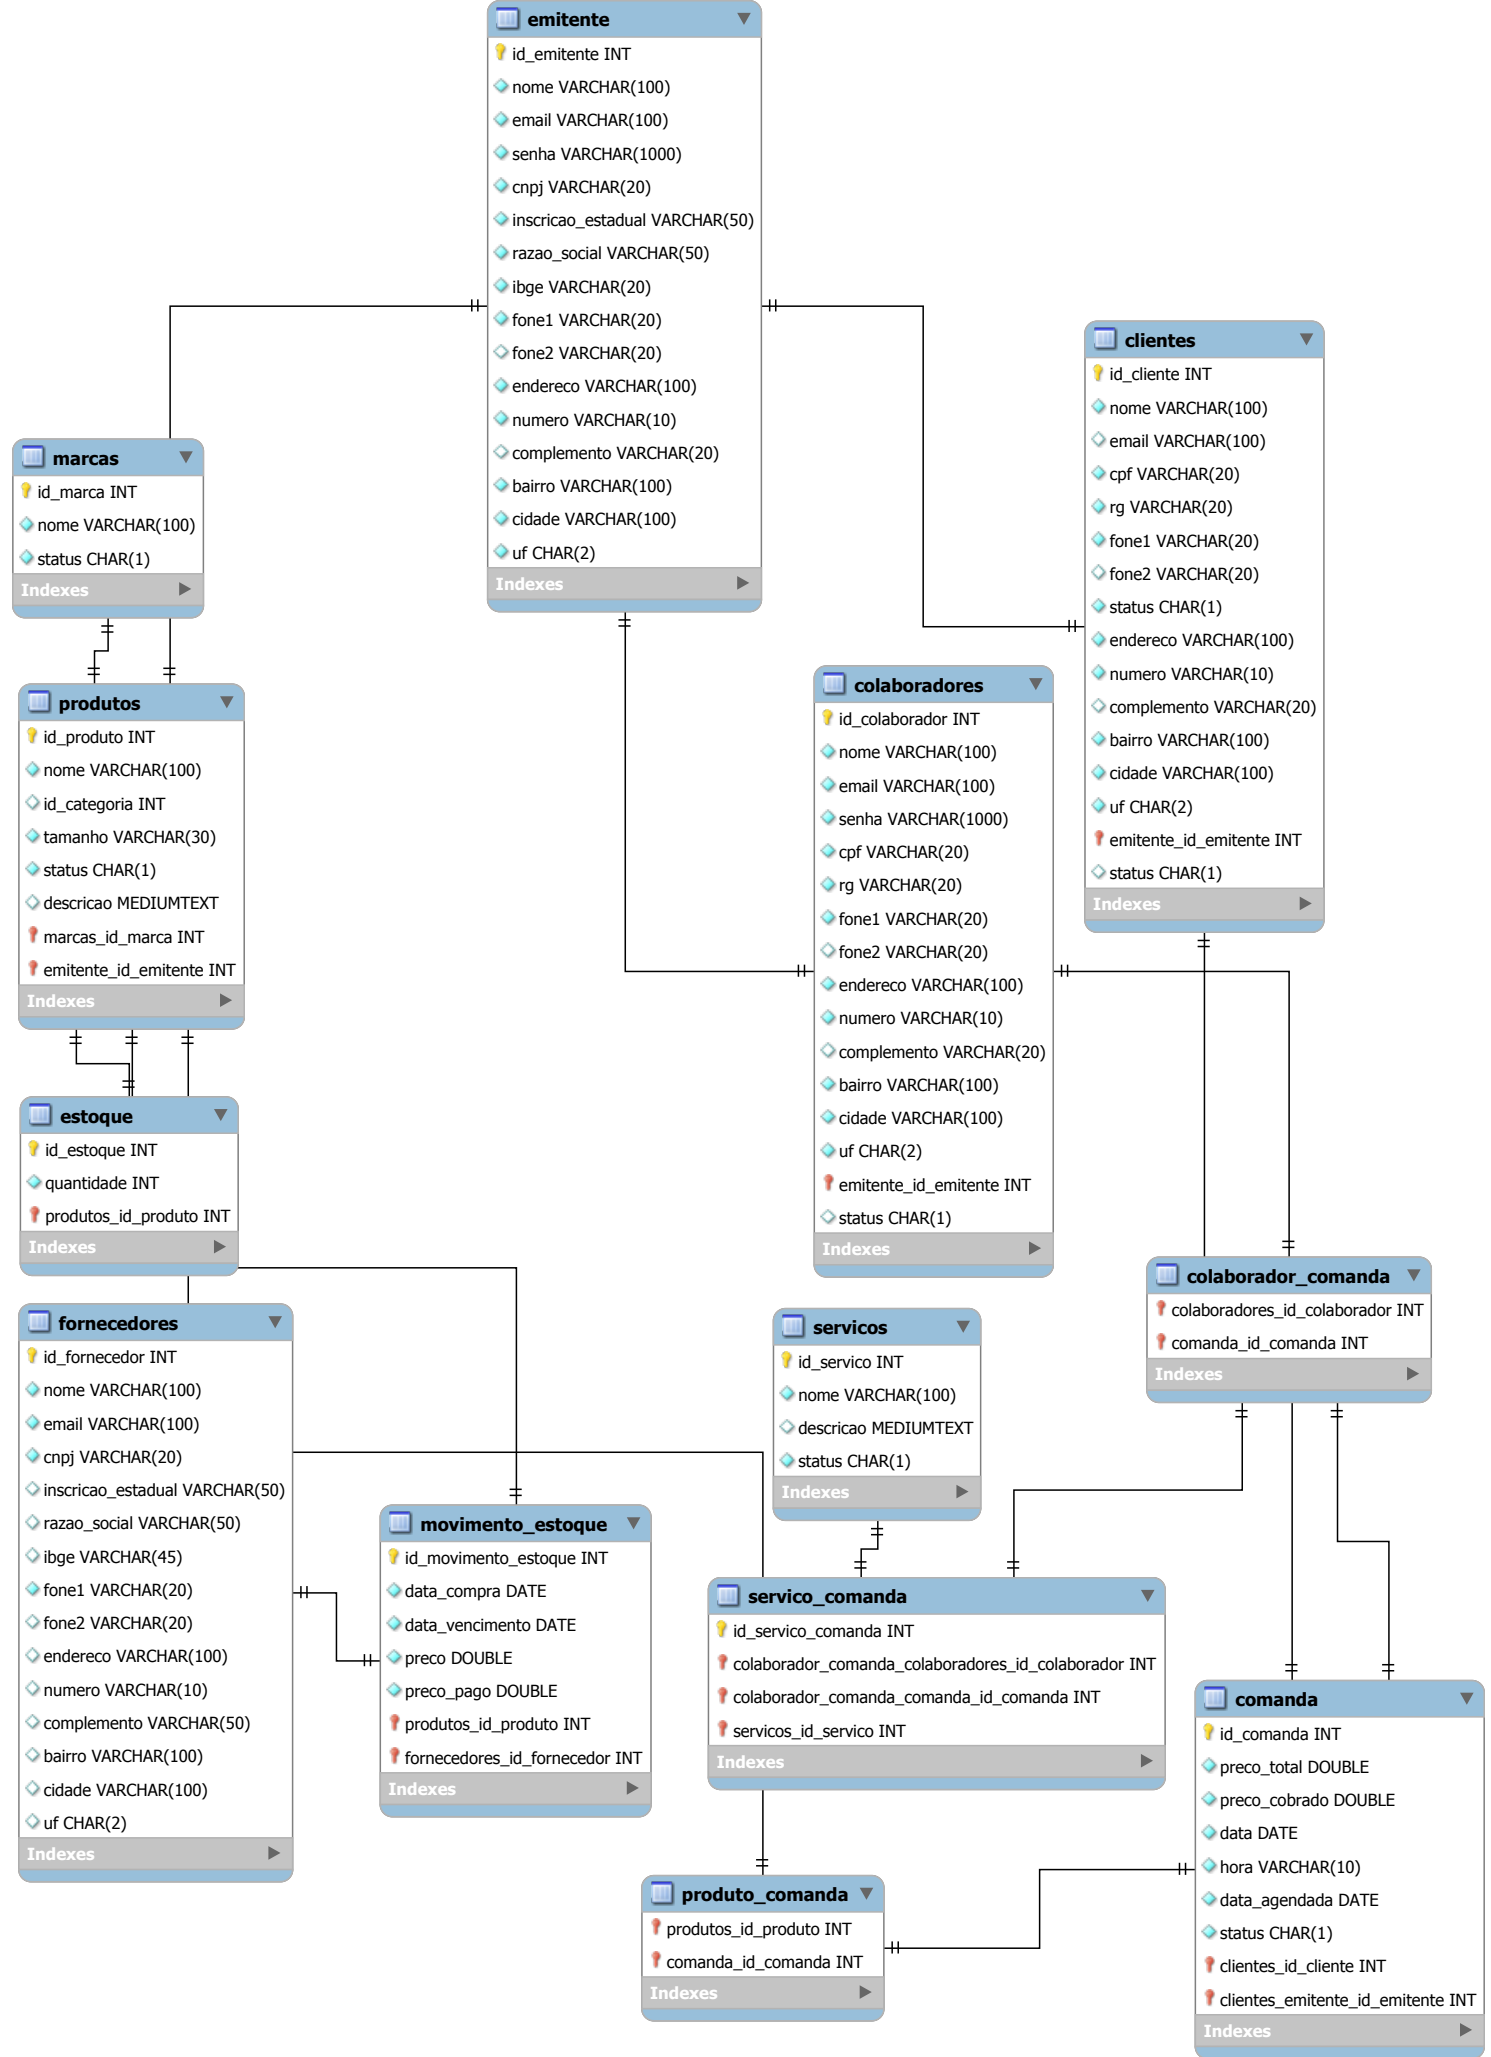 emitente
id_emitente INT
nome VARCHAR(100)
email VARCHAR(100)
senha VARCHAR(1000)
cnpj VARCHAR(20)
inscricao_estadual VARCHAR(50)
razao_social VARCHAR(50)
ibge VARCHAR(20)
fone1 VARCHAR(20)
fone2 VARCHAR(20)
endereco VARCHAR(100)
numero VARCHAR(10)
complemento VARCHAR(20)
bairro VARCHAR(100)
cidade VARCHAR(100)
uf CHAR(2)
Indexes
clientes
id_cliente INT
nome VARCHAR(100)
email VARCHAR(100)
cpf VARCHAR(20)
rg VARCHAR(20)
fone1 VARCHAR(20)
fone2 VARCHAR(20)
status CHAR(1)
endereco VARCHAR(100)
numero VARCHAR(10)
complemento VARCHAR(20)
bairro VARCHAR(100)
cidade VARCHAR(100)
uf CHAR(2)
emitente_id_emitente INT
status CHAR(1)
Indexes
marcas
id_marca INT
nome VARCHAR(100)
status CHAR(1)
Indexes
produtos
id_produto INT
nome VARCHAR(100)
id_categoria INT
tamanho VARCHAR(30)
status CHAR(1)
descricao MEDIUMTEXT
marcas_id_marca INT
emitente_id_emitente INT
Indexes
colaboradores
id_colaborador INT
nome VARCHAR(100)
email VARCHAR(100)
senha VARCHAR(1000)
cpf VARCHAR(20)
rg VARCHAR(20)
fone1 VARCHAR(20)
fone2 VARCHAR(20)
endereco VARCHAR(100)
numero VARCHAR(10)
complemento VARCHAR(20)
bairro VARCHAR(100)
cidade VARCHAR(100)
uf CHAR(2)
emitente_id_emitente INT
status CHAR(1)
Indexes
estoque
id_estoque INT
quantidade INT
produtos_id_produto INT
Indexes
colaborador_comanda
colaboradores_id_colaborador INT
comanda_id_comanda INT
Indexes
fornecedores
id_fornecedor INT
nome VARCHAR(100)
email VARCHAR(100)
cnpj VARCHAR(20)
inscricao_estadual VARCHAR(50)
razao_social VARCHAR(50)
ibge VARCHAR(45)
fone1 VARCHAR(20)
fone2 VARCHAR(20)
endereco VARCHAR(100)
numero VARCHAR(10)
complemento VARCHAR(50)
bairro VARCHAR(100)
cidade VARCHAR(100)
uf CHAR(2)
Indexes
servicos
id_servico INT
nome VARCHAR(100)
descricao MEDIUMTEXT
status CHAR(1)
Indexes
movimento_estoque
id_movimento_estoque INT
data_compra DATE
data_vencimento DATE
preco DOUBLE
preco_pago DOUBLE
produtos_id_produto INT
fornecedores_id_fornecedor INT
Indexes
servico_comanda
id_servico_comanda INT
colaborador_comanda_colaboradores_id_colaborador INT
colaborador_comanda_comanda_id_comanda INT
servicos_id_servico INT
Indexes
comanda
id_comanda INT
preco_total DOUBLE
preco_cobrado DOUBLE
data DATE
hora VARCHAR(10)
data_agendada DATE
status CHAR(1)
clientes_id_cliente INT
clientes_emitente_id_emitente INT
Indexes
produto_comanda
produtos_id_produto INT
comanda_id_comanda INT
Indexes